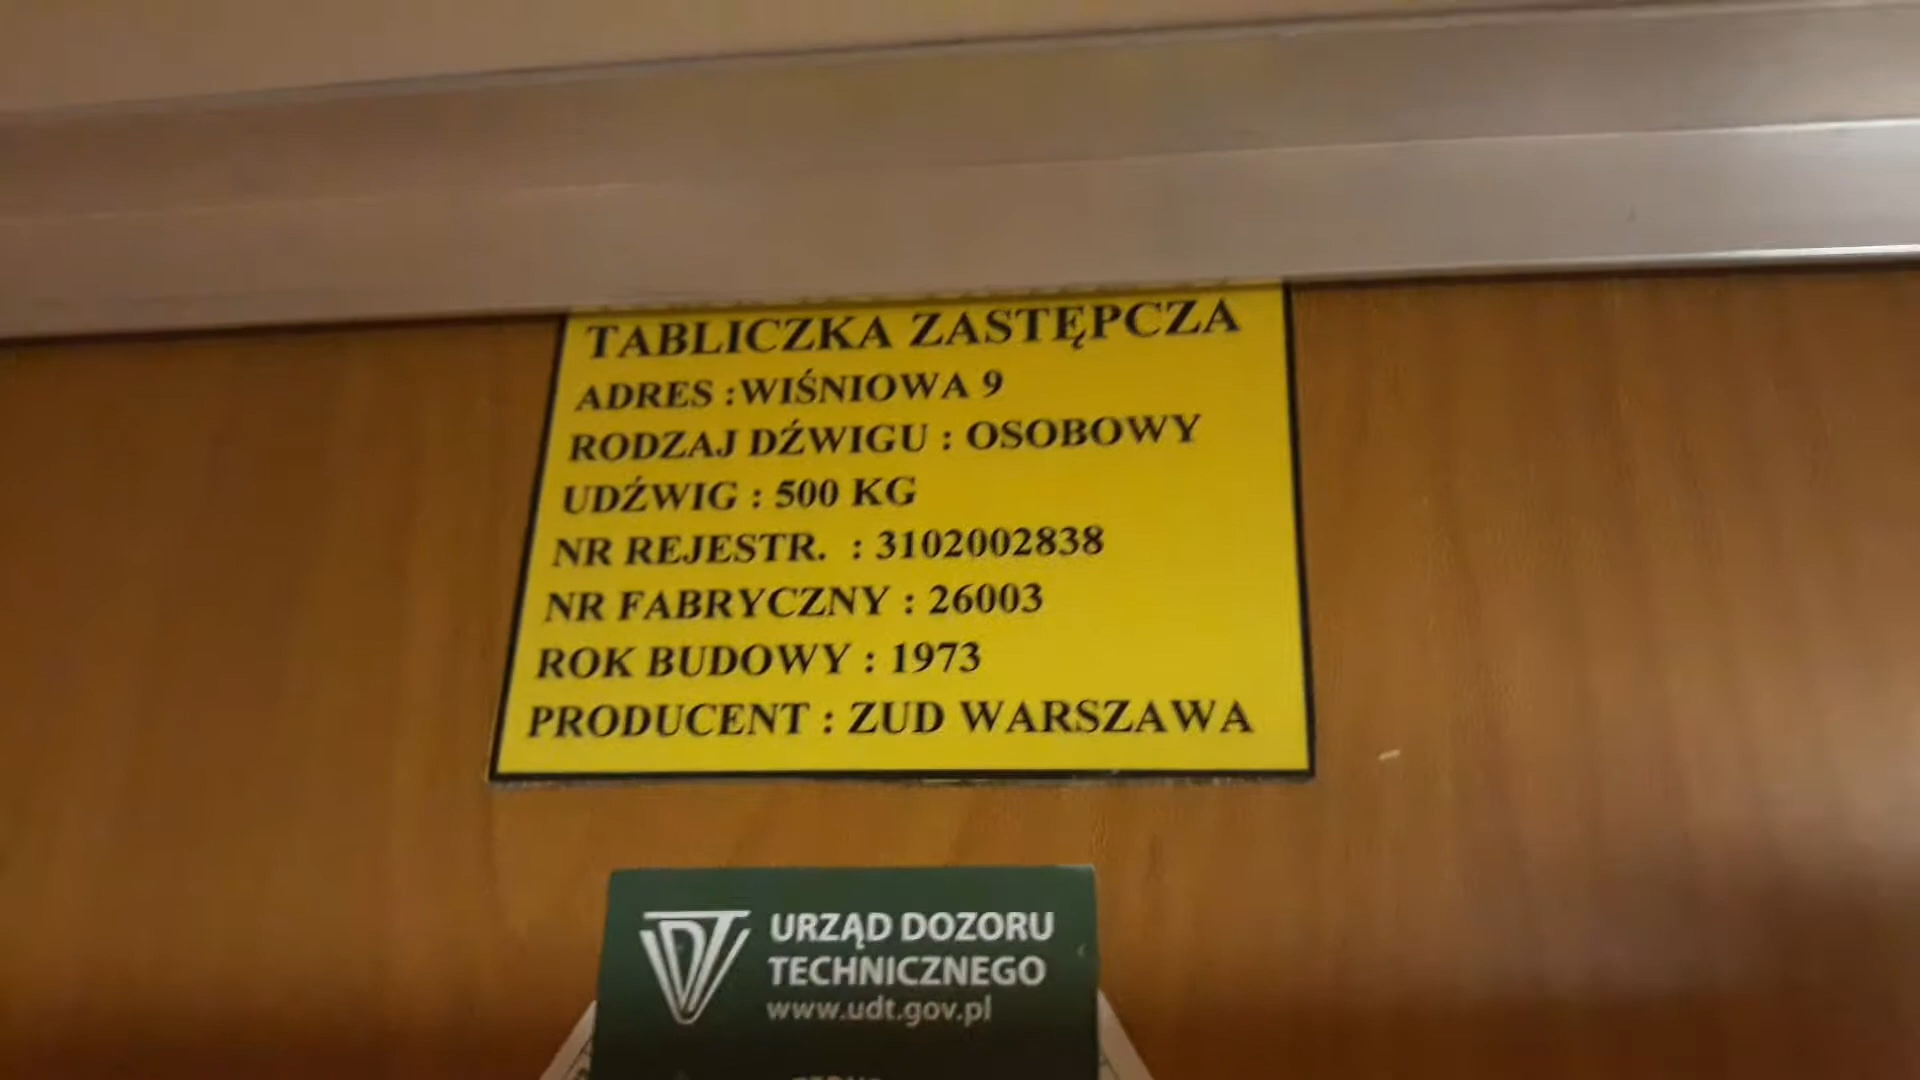 TABLICZKA ZASTĘPCZA
ADRES :WIŚNIOWA 9
RODZAJ DŹWIGU : OSOBOWY
UDŹWIG : 500 KG
NR REJESTR. : 3102002838
NR FABRYCZNY : 26003
ROK BUDOWY : 1973
PRODUCENT : ZUD WARSZAWA
UDT
URZĄD DOZORU
TECHNICZNEGO
www.udt.gov.pl